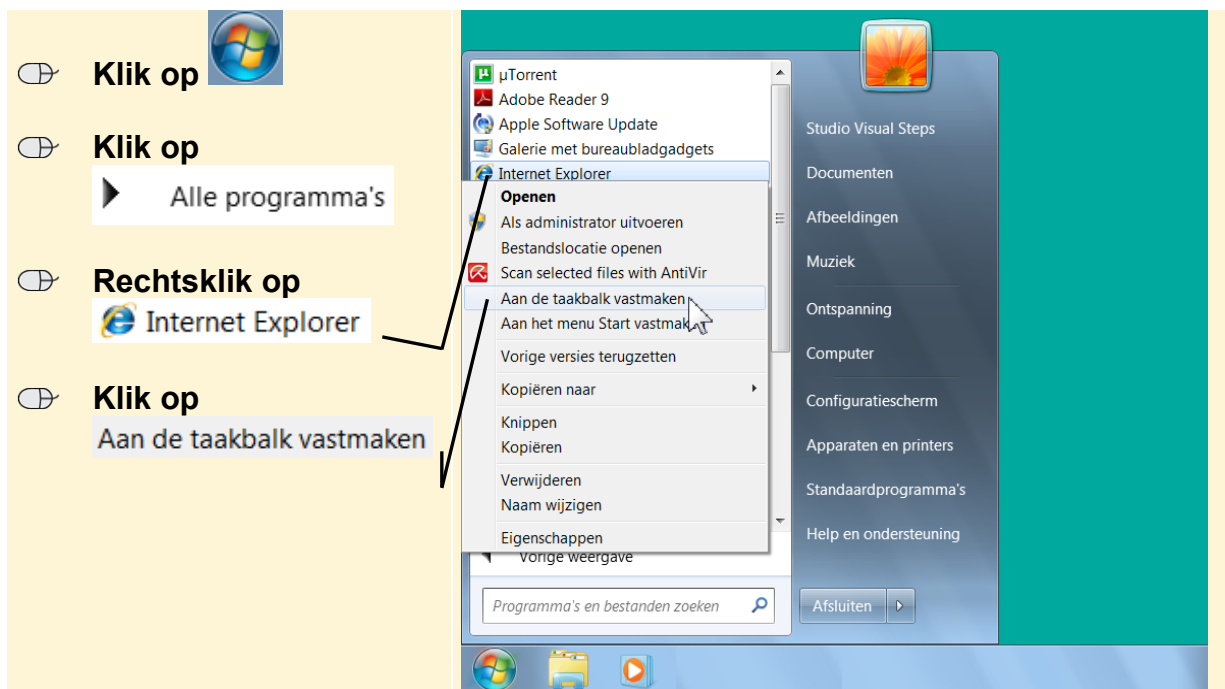 Klik op
Klik op
Alle programma's
Rechtsklik op
Internet Explorer
Klik op
Aan de taakbalk vastmaken
µTorrent
Adobe Reader 9
Apple Software Update
Galerie met bureaubladgadgets
Internet Explorer
Openen
Als administrator uitvoeren
Bestandslocatie openen
Scan selected files with AntiVir
Aan de taakbalk vastmaken
Aan het menu Start vastmak
Vorige versies terugzetten
Kopiëren naar
Knippen
Kopiëren
Verwijderen
Naam wijzigen
Eigenschappen
Vorige weergave
Programma's en bestanden zoeken
Studio Visual Steps
Documenten
Afbeeldingen
Muziek
Ontspanning
Computer
Configuratiescherm
Apparaten en printers
Standaardprogramma's
Help en ondersteuning
Afsluiten